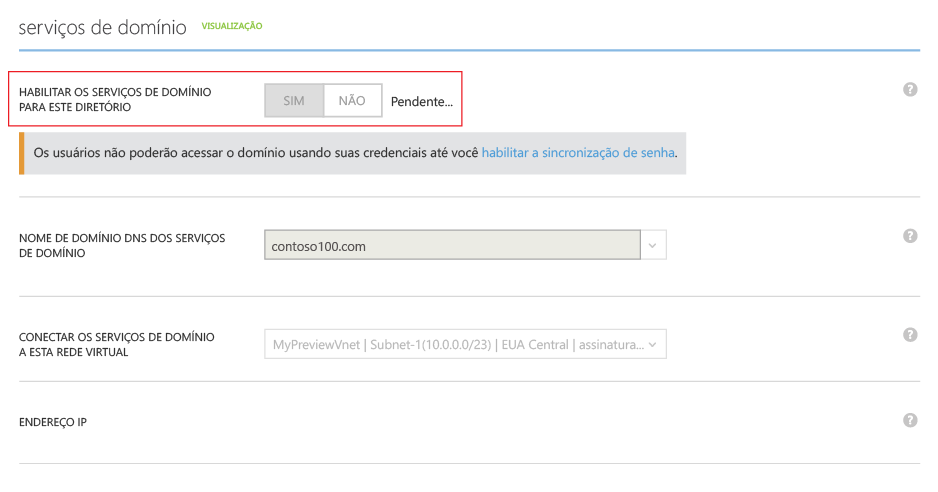 serviços de domínio VISUALIZAÇÃO
HABILITAR OS SERVIÇOS DE DOMÍNIO
PARA ESTE DIRETÓRIO
SIM NÃO Pendente...
?
Os usuários não poderão acessar o domínio usando suas credenciais até você habilitar a sincronização de senha.
NOME DE DOMÍNIO DNS DOS SERVIÇOS
DE DOMÍNIO
contoso100.com
?
CONECTAR OS SERVIÇOS DE DOMÍNIO
A ESTA REDE VIRTUAL
MyPreviewVnet | Subnet-1(10.0.0.0/23) | EUA Central | assinatura...
?
ENDEREÇO IP
?